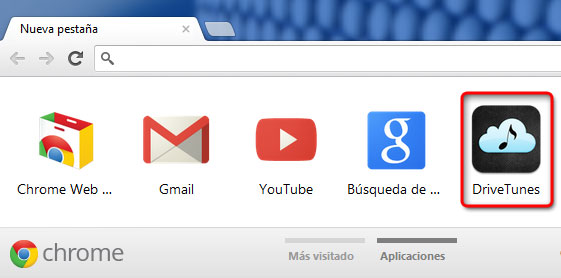 Nueva pestaña
Chrome Web ...
Gmail
YouTube
Búsqueda de ...
DriveTunes
chrome
Más visitado
Aplicaciones